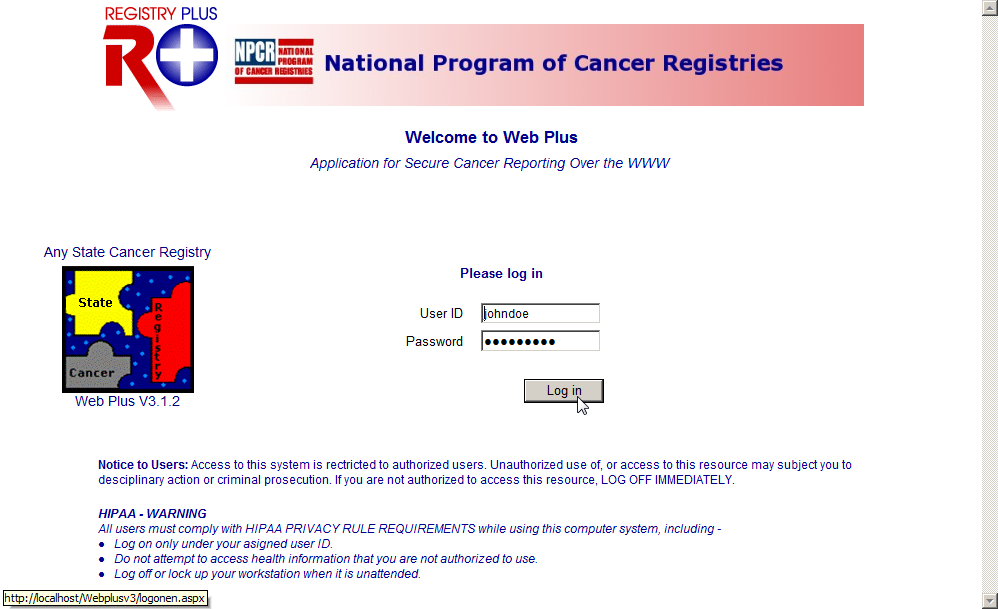 REGISTRY PLUS
R
NPCR NATIONAL PROGRAM OF CANCER REGISTRIES
National Program of Cancer Registries
Welcome to Web Plus
Application for Secure Cancer Reporting Over the WWW
Any State Cancer Registry
State
Registry
Cancer
Web Plus V3.1.2
Please log in
User ID johndoe
Password ●●●●●●●●●
Log in
Notice to Users: Access to this system is rectricted to authorized users. Unauthorized use of, or access to this resource may subject you to
desciplinary action or criminal prosecution. If you are not authorized to access this resource, LOG OFF IMMEDIATELY.
HIPAA - WARNING
All users must comply with HIPAA PRIVACY RULE REQUIREMENTS while using this computer system, including -
● Log on only under your asigned user ID.
● Do not attempt to access health information that you are not authorized to use.
● Log off or lock up your workstation when it is unattended.
http://localhost/Webplusv3/logonen.aspx